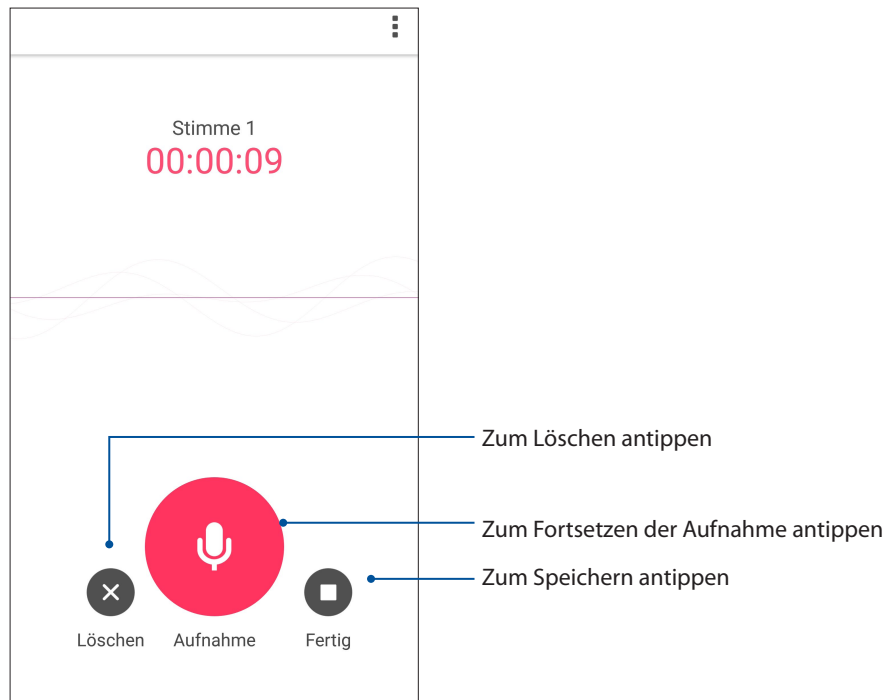 Stimme 1
00:00:09
Zum Löschen antippen
Zum Fortsetzen der Aufnahme antippen
Zum Speichern antippen
Löschen Aufnahme Fertig